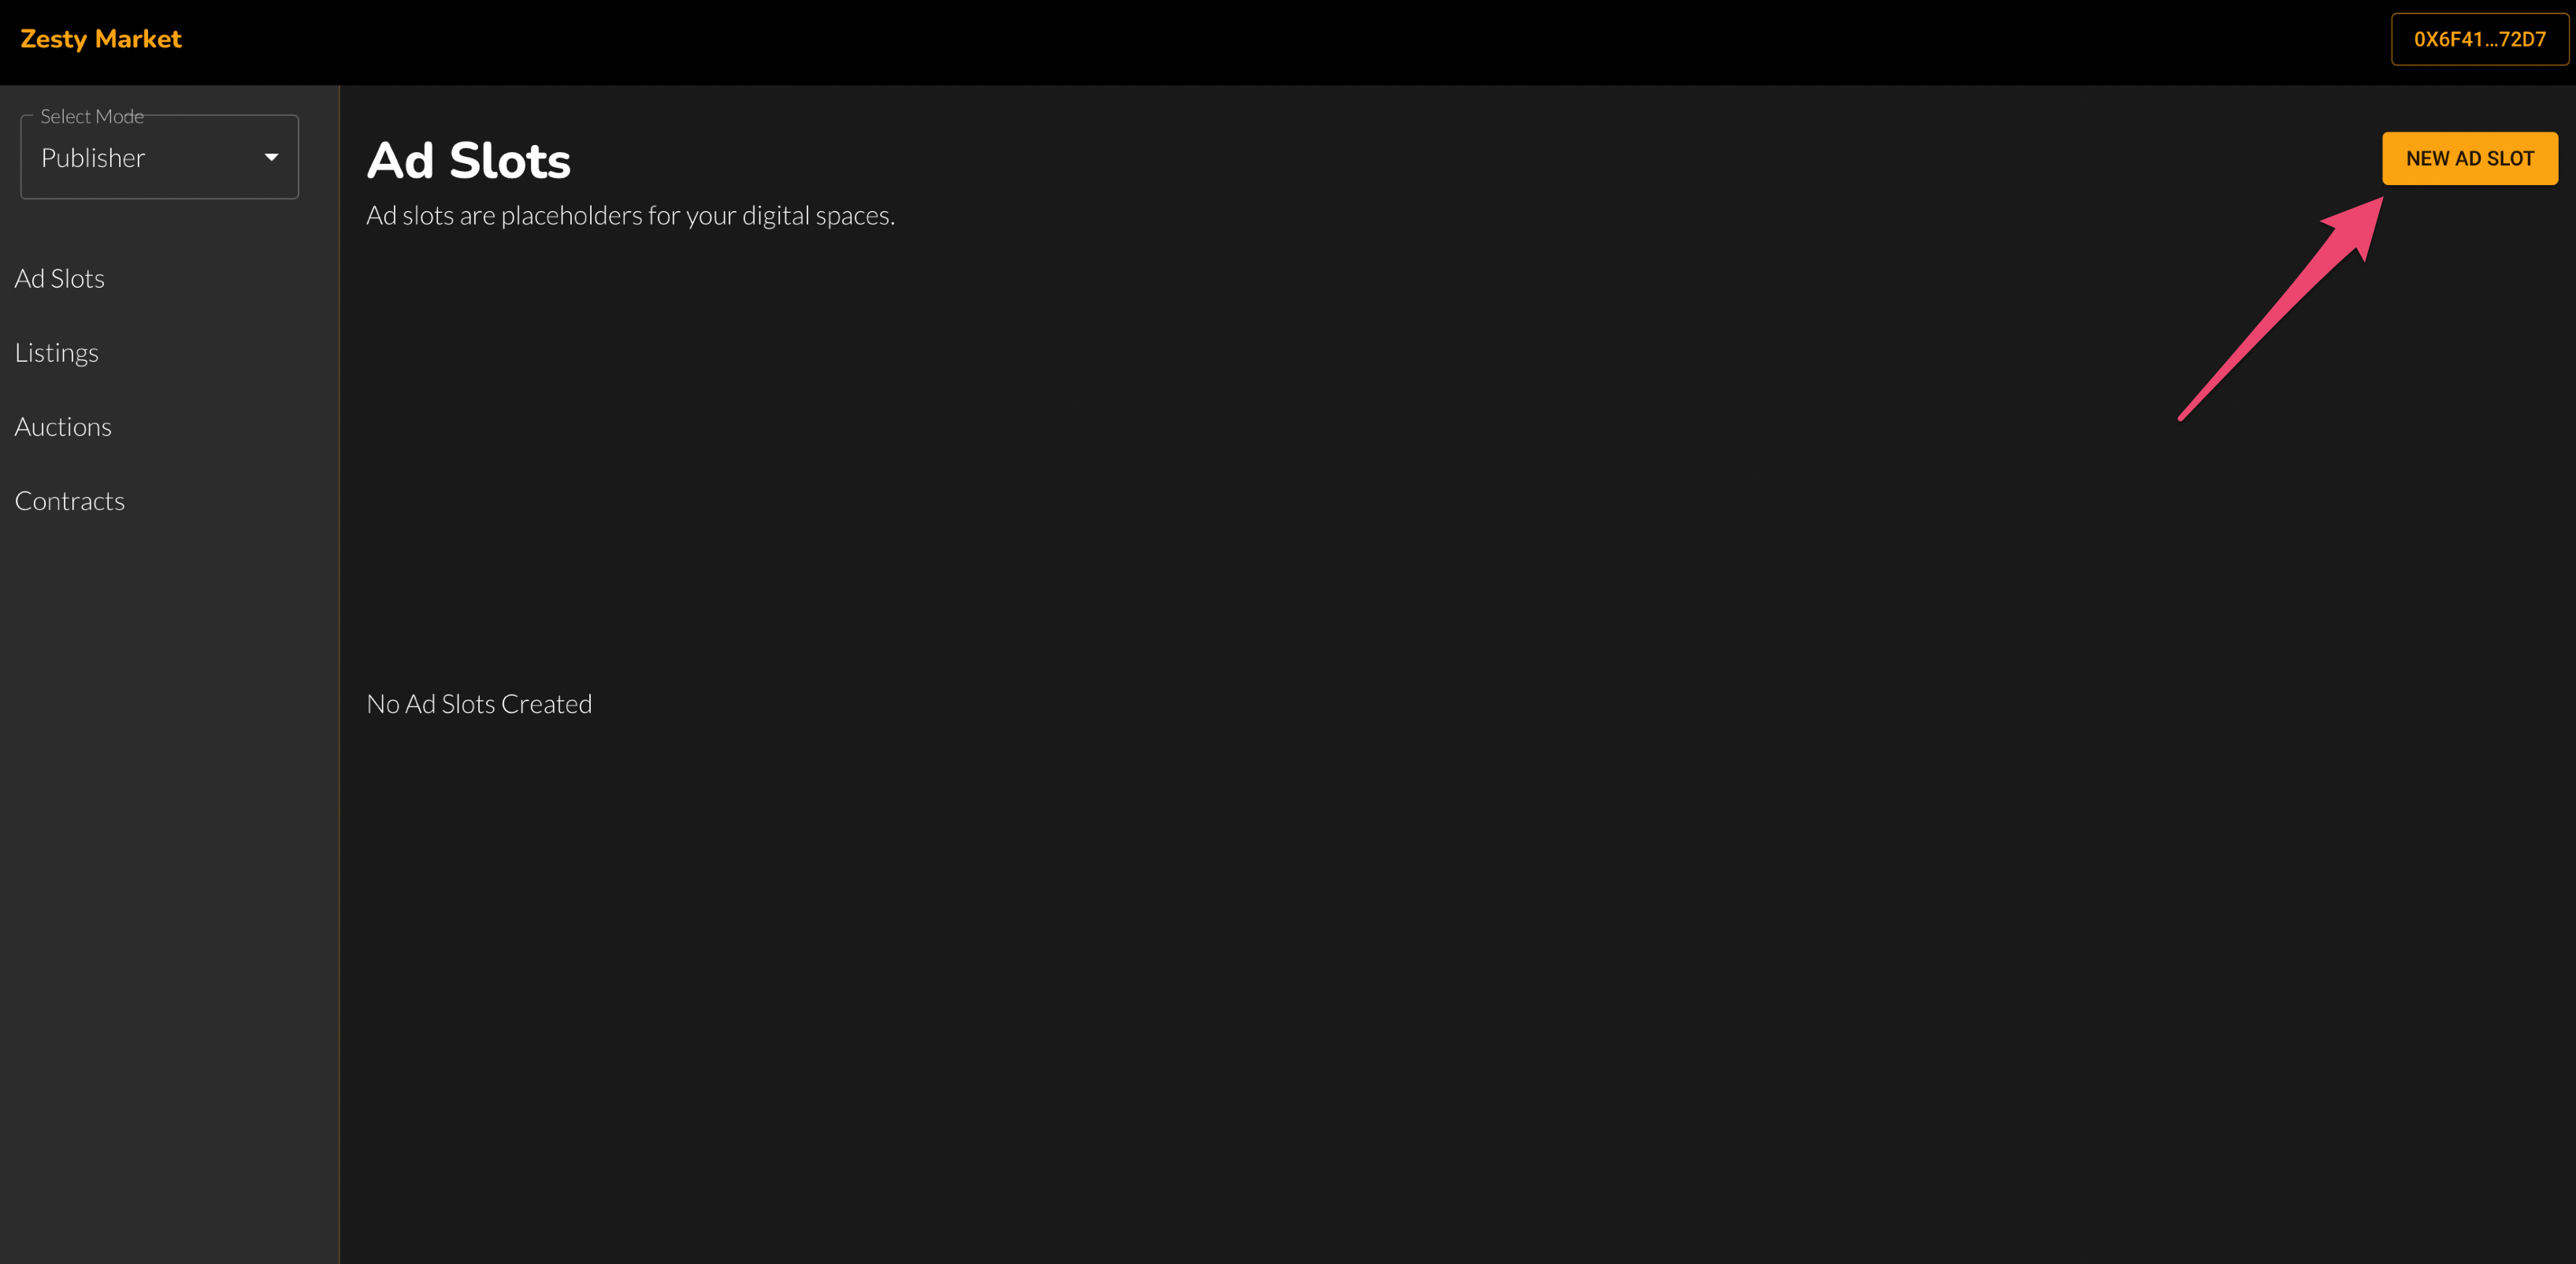 Zesty Market
0X6F41...72D7
Select Mode
Publisher
Ad Slots
Listings
Auctions
Contracts
Ad Slots
NEW AD SLOT
Ad slots are placeholders for your digital spaces.
No Ad Slots Created